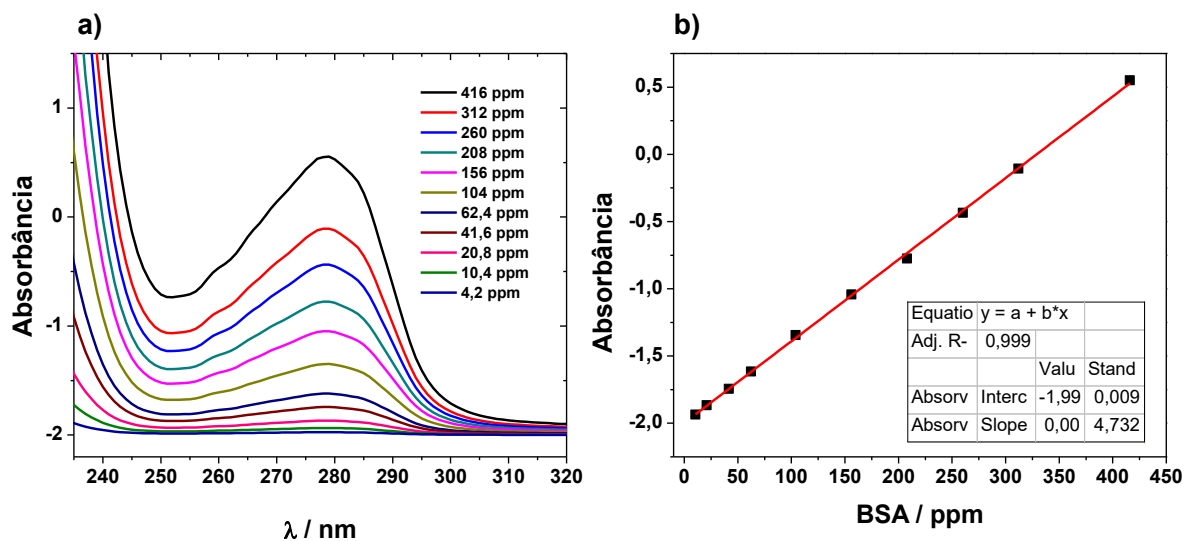 a)
Absorbância
1
0
-1
-2
416 ppm
312 ppm
260 ppm
208 ppm
156 ppm
104 ppm
62,4 ppm
41,6 ppm
20,8 ppm
10,4 ppm
4,2 ppm
240 250 260 270 280 290 300 310 320
λ / nm
b)
Absorbância
0,5
0,0
-0,5
-1,0
-1,5
-2,0
Equatio y = a + b*x
Adj. R- 0,999
Valu Stand
Absorv Interc -1,99 0,009
Absorv Slope 0,00 4,732
0 50 100 150 200 250 300 350 400 450
BSA / ppm